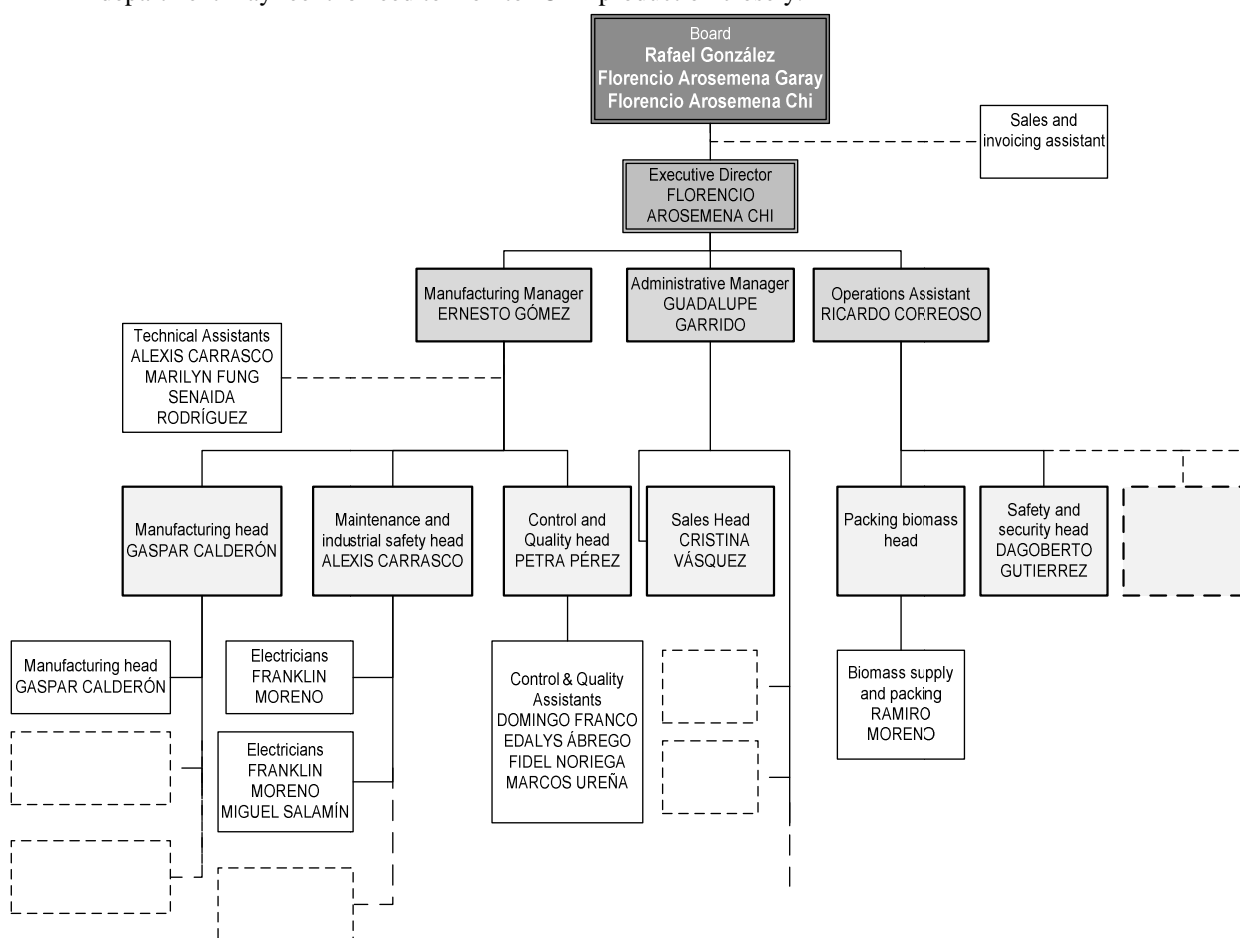 Board
Rafael González
Florencio Arosemena Garay
Florencio Arosemena Chi
Sales and
invoicing assistant
Executive Director
FLORENCIO
AROSEMENA CHI
Manufacturing Manager
ERNESTO GÓMEZ
Administrative Manager
GUADALUPE
GARRIDO
Operations Assistant
RICARDO CORREOSO
Technical Assistants
ALEXIS CARRASCO
MARILYN FUNG
SENAIDA
RODRÍGUEZ
Manufacturing head
GASPAR CALDERÓN
Maintenance and
industrial safety head
ALEXIS CARRASCO
Control and
Quality head
PETRA PÉREZ
Sales Head
CRISTINA
VÁSQUEZ
Packing biomass
head
Safety and
security head
DAGOBERTO
GUTIERREZ
Manufacturing head
GASPAR CALDERÓN
Electricians
FRANKLIN
MORENO
Electricians
FRANKLIN
MORENO
MIGUEL SALAMÍN
Control & Quality
Assistants
DOMINGO FRANCO
EDALYS ÁBREGO
FIDEL NORIEGA
MARCOS UREÑA
Biomass supply
and packing
RAMIRO
MORENO